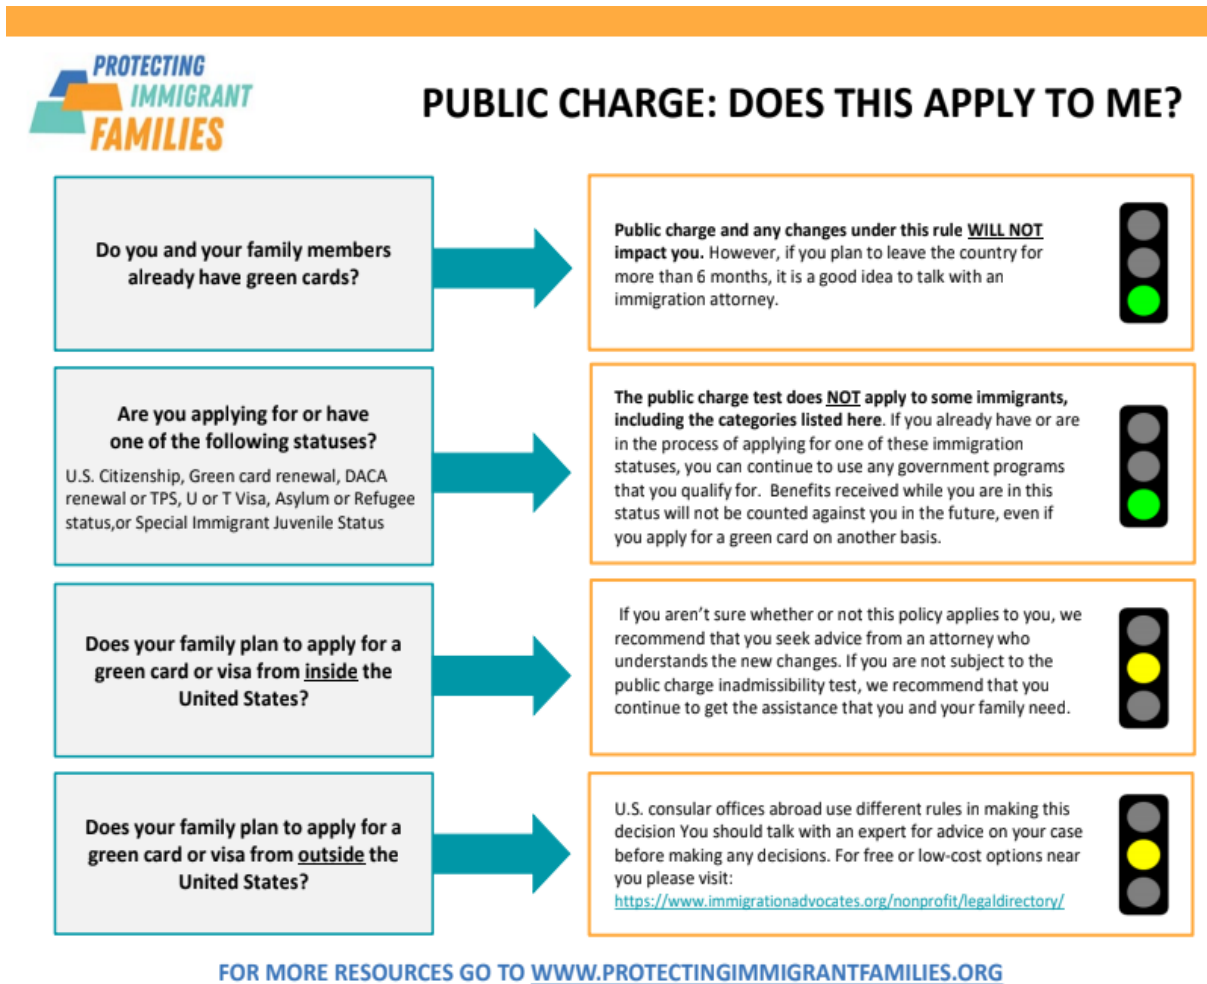 PROTECTING
IMMIGRANT
FAMILIES
PUBLIC CHARGE: DOES THIS APPLY TO ME?
Do you and your family members
already have green cards?
Public charge and any changes under this rule WILL NOT
impact you. However, if you plan to leave the country for
more than 6 months, it is a good idea to talk with an
immigration attorney.
Are you applying for or have
one of the following statuses?
U.S. Citizenship, Green card renewal, DACA
renewal or TPS, U or T Visa, Asylum or Refugee
status,or Special Immigrant Juvenile Status
The public charge test does NOT apply to some immigrants,
including the categories listed here. If you already have or are
in the process of applying for one of these immigration
statuses, you can continue to use any government programs
that you qualify for.  Benefits received while you are in this
status will not be counted against you in the future, even if
you apply for a green card on another basis.
Does your family plan to apply for a
green card or visa from inside the
United States?
If you aren't sure whether or not this policy applies to you, we
recommend that you seek advice from an attorney who
understands the new changes. If you are not subject to the
public charge inadmissibility test, we recommend that you
continue to get the assistance that you and your family need.
Does your family plan to apply for a
green card or visa from outside the
United States?
U.S. consular offices abroad use different rules in making this
decision You should talk with an expert for advice on your case
before making any decisions. For free or low-cost options near
you please visit:
https://www.immigrationadvocates.org/nonprofit/legaldirectory/
FOR MORE RESOURCES GO TO WWW.PROTECTINGIMMIGRANTFAMILIES.ORG